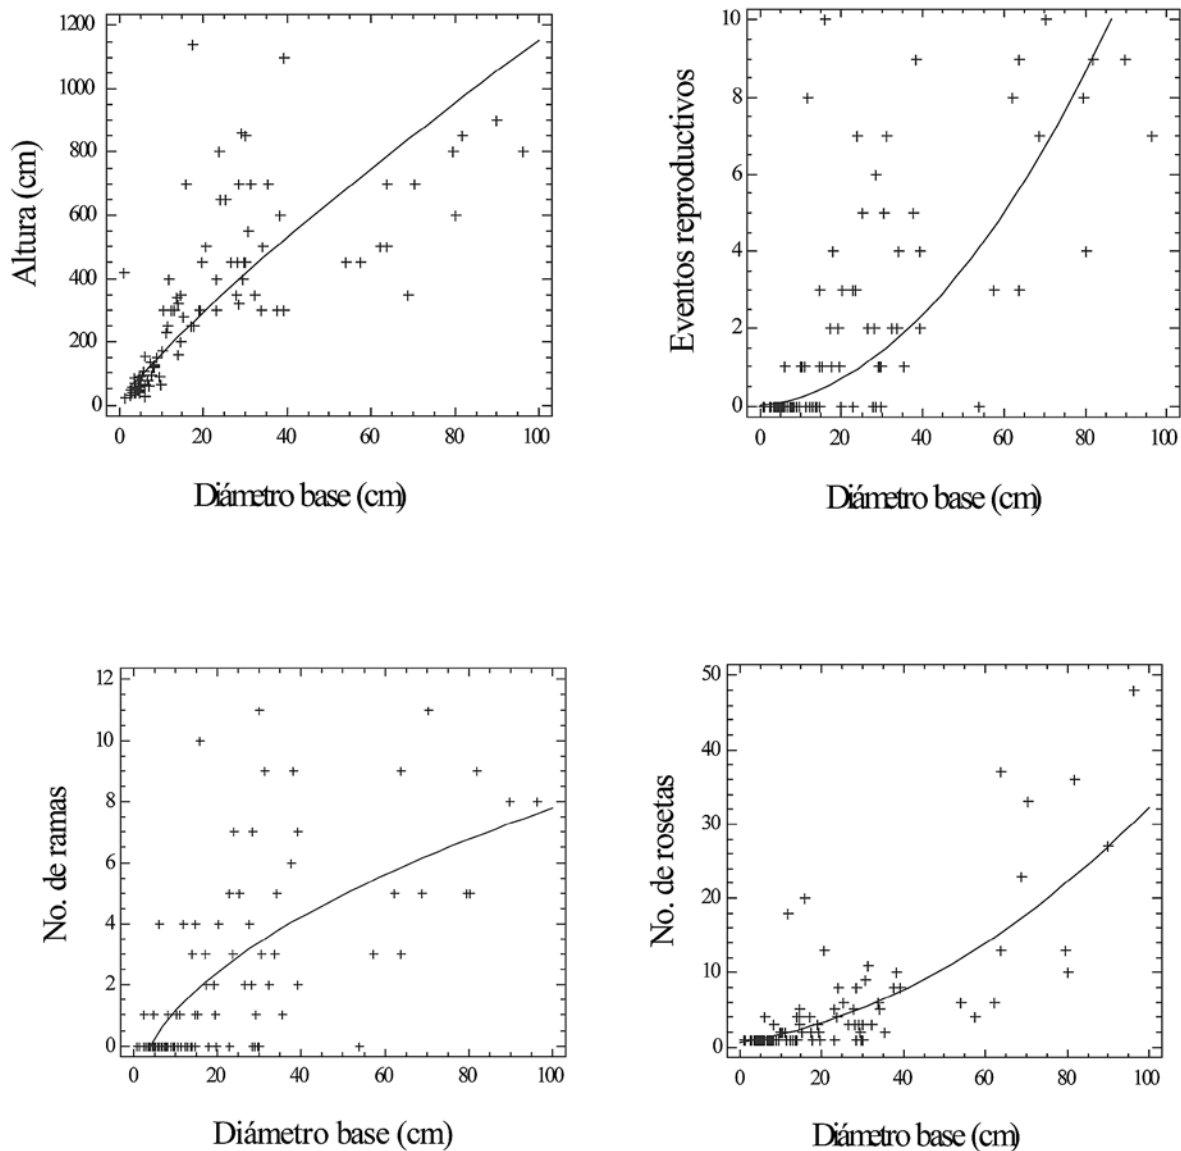 1200
1000
800
600
400
200
0
Altura (cm)
0 20 40 60 80 100
Diámetro base (cm)
10
8
6
4
2
0
Eventos reproductivos
0 20 40 60 80 100
Diámetro base (cm)
12
10
8
6
4
2
0
No. de ramas
0 20 40 60 80 100
Diámetro base (cm)
50
40
30
20
10
0
No. de rosetas
0 20 40 60 80 100
Diámetro base (cm)